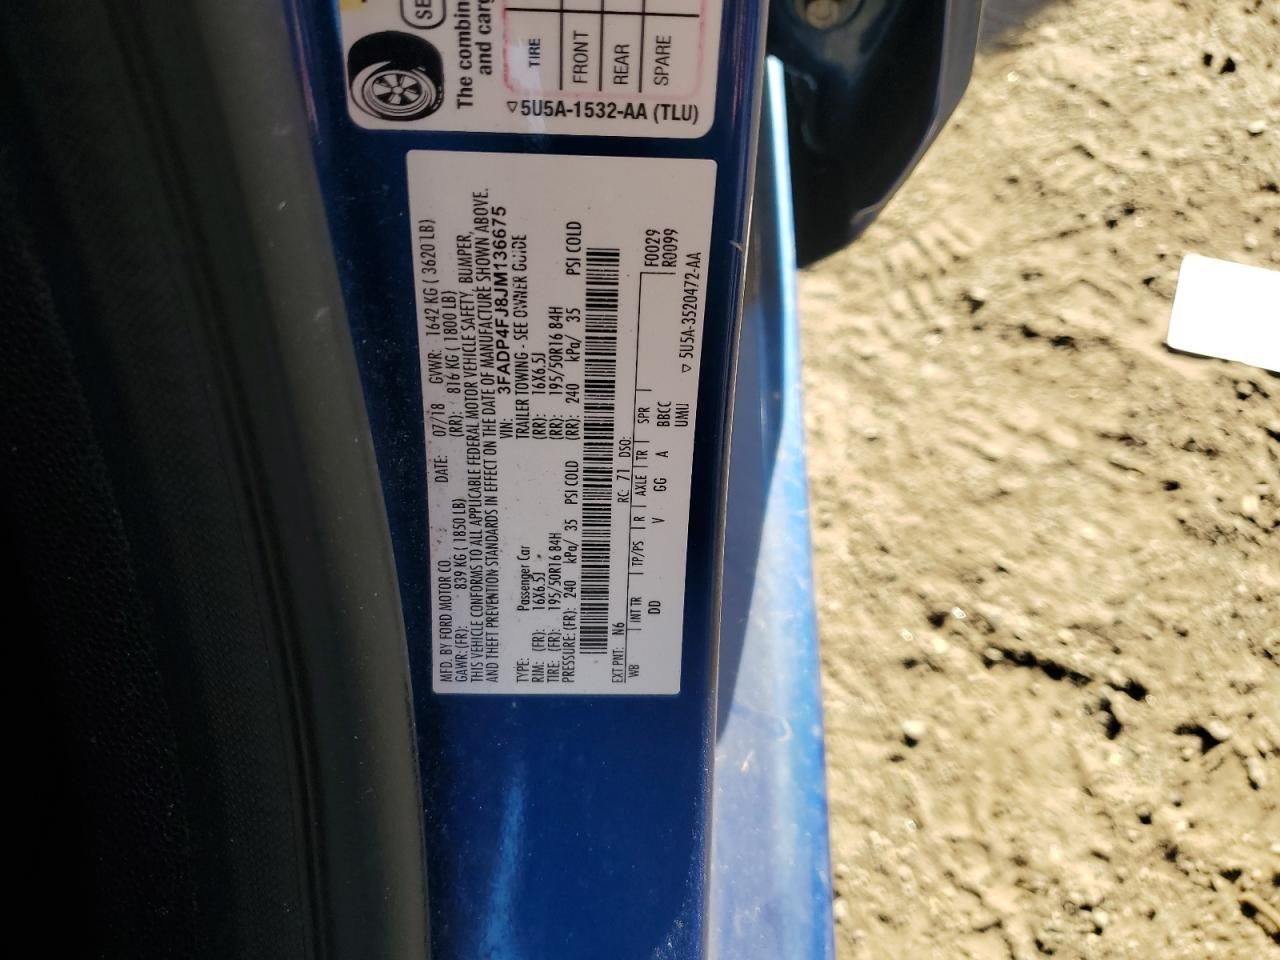 SE
The combin
and carg
TIRE
FRONT
REAR
SPARE
5U5A-1532-AA (TLU)
MFD. BY FORD MOTOR CO. DATE: 07/18 GVWR: 1642 KG ( 3620 LB)
GAWR:(FR): 839 KG ( 1850 LB) (RR): 816 KG ( 1800 LB)
THIS VEHICLE CONFORMS TO ALL APPLICABLE FEDERAL MOTOR VEHICLE SAFETY, BUMPER,
AND THEFT PREVENTION STANDARDS IN EFFECT ON THE DATE OF MANUFACTURE SHOWN ABOVE.
VIN: 3FADP4FJ8JM136675
TYPE: Passenger Car TRAILER TOWING - SEE OWNER GUIDE
RIM: (FR): 16X6.5J (RR): 16X6.5J
TIRE: (FR): 195/50R16 84H (RR): 195/50R16 84H
PRESSURE:(FR): 240 kPa/ 35 PSI COLD (RR): 240 kPa/ 35 PSI COLD
EXT PNT: N6 RC: 71 DSO: F0029
WB INT TR TP/PS R AXLE TR SPR R0099
DD V GG A BBCC
UMIJ
5U5A-3520472-AA